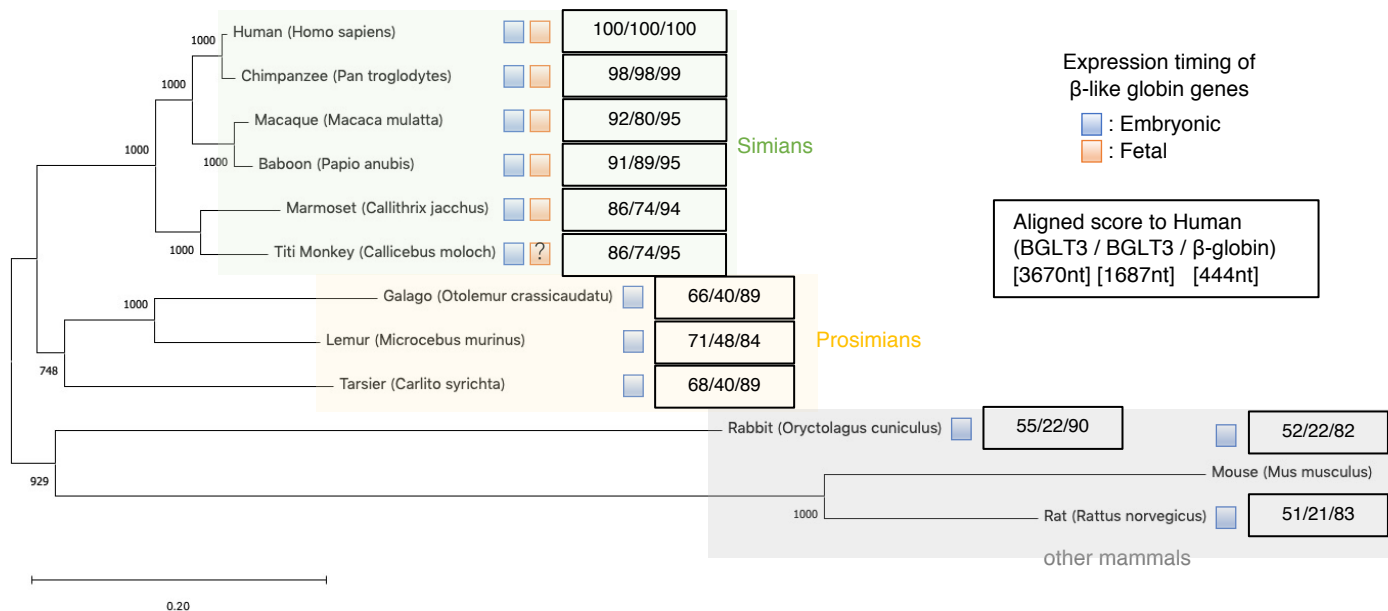 1000
Human (Homo sapiens)
100/100/100
1000
Chimpanzee (Pan troglodytes)
98/98/99
Macaque (Macaca mulatta)
92/80/95
1000
1000
Baboon (Papio anubis)
91/89/95
Simians
Marmoset (Callithrix jacchus)
86/74/94
1000
Titi Monkey (Callicebus moloch)
?
86/74/95
1000
Galago (Otolemur crassicaudatu)
66/40/89
Lemur (Microcebus murinus)
71/48/84
Prosimians
748
Tarsier (Carlito syrichta)
68/40/89
Rabbit (Oryctolagus cuniculus)
55/22/90
52/22/82
929
Mouse (Mus musculus)
1000
Rat (Rattus norvegicus)
51/21/83
other mammals
0.20
Expression timing of
β-like globin genes
: Embryonic
: Fetal
Aligned score to Human
(BGLT3 / BGLT3 / β-globin)
[3670nt] [1687nt] [444nt]